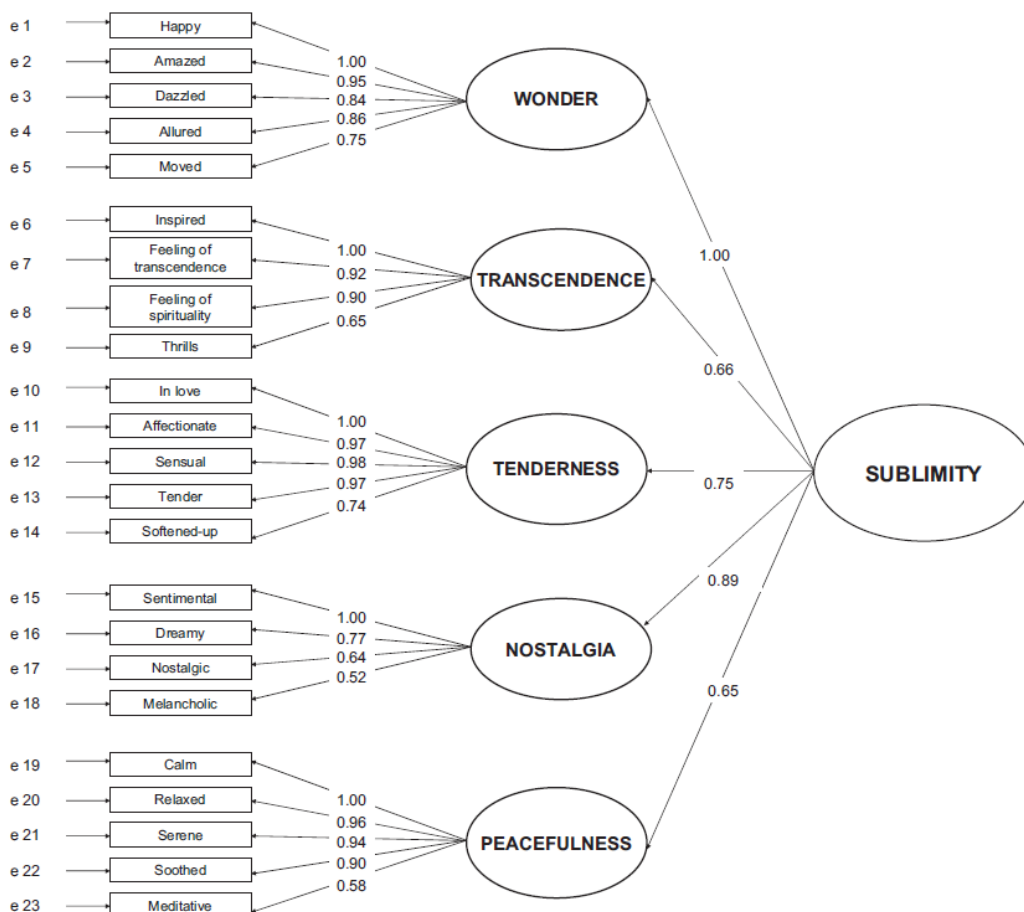 e 1
Happy
e 2
Amazed
e 3
Dazzled
e 4
Allured
e 5
Moved
1.00
0.95
0.84
0.86
0.75
WONDER
e 6
Inspired
e 7
Feeling of
transcendence
e 8
Feeling of
spirituality
e 9
Thrills
1.00
0.92
0.90
0.65
TRANSCENDENCE
e 10
In love
e 11
Affectionate
e 12
Sensual
e 13
Tender
e 14
Softened-up
1.00
0.97
0.98
0.97
0.74
TENDERNESS
e 15
Sentimental
e 16
Dreamy
e 17
Nostalgic
e 18
Melancholic
1.00
0.77
0.64
0.52
NOSTALGIA
e 19
Calm
e 20
Relaxed
e 21
Serene
e 22
Soothed
e 23
Meditative
1.00
0.96
0.94
0.90
0.58
PEACEFULNESS
1.00
0.66
0.75
0.89
0.65
SUBLIMITY